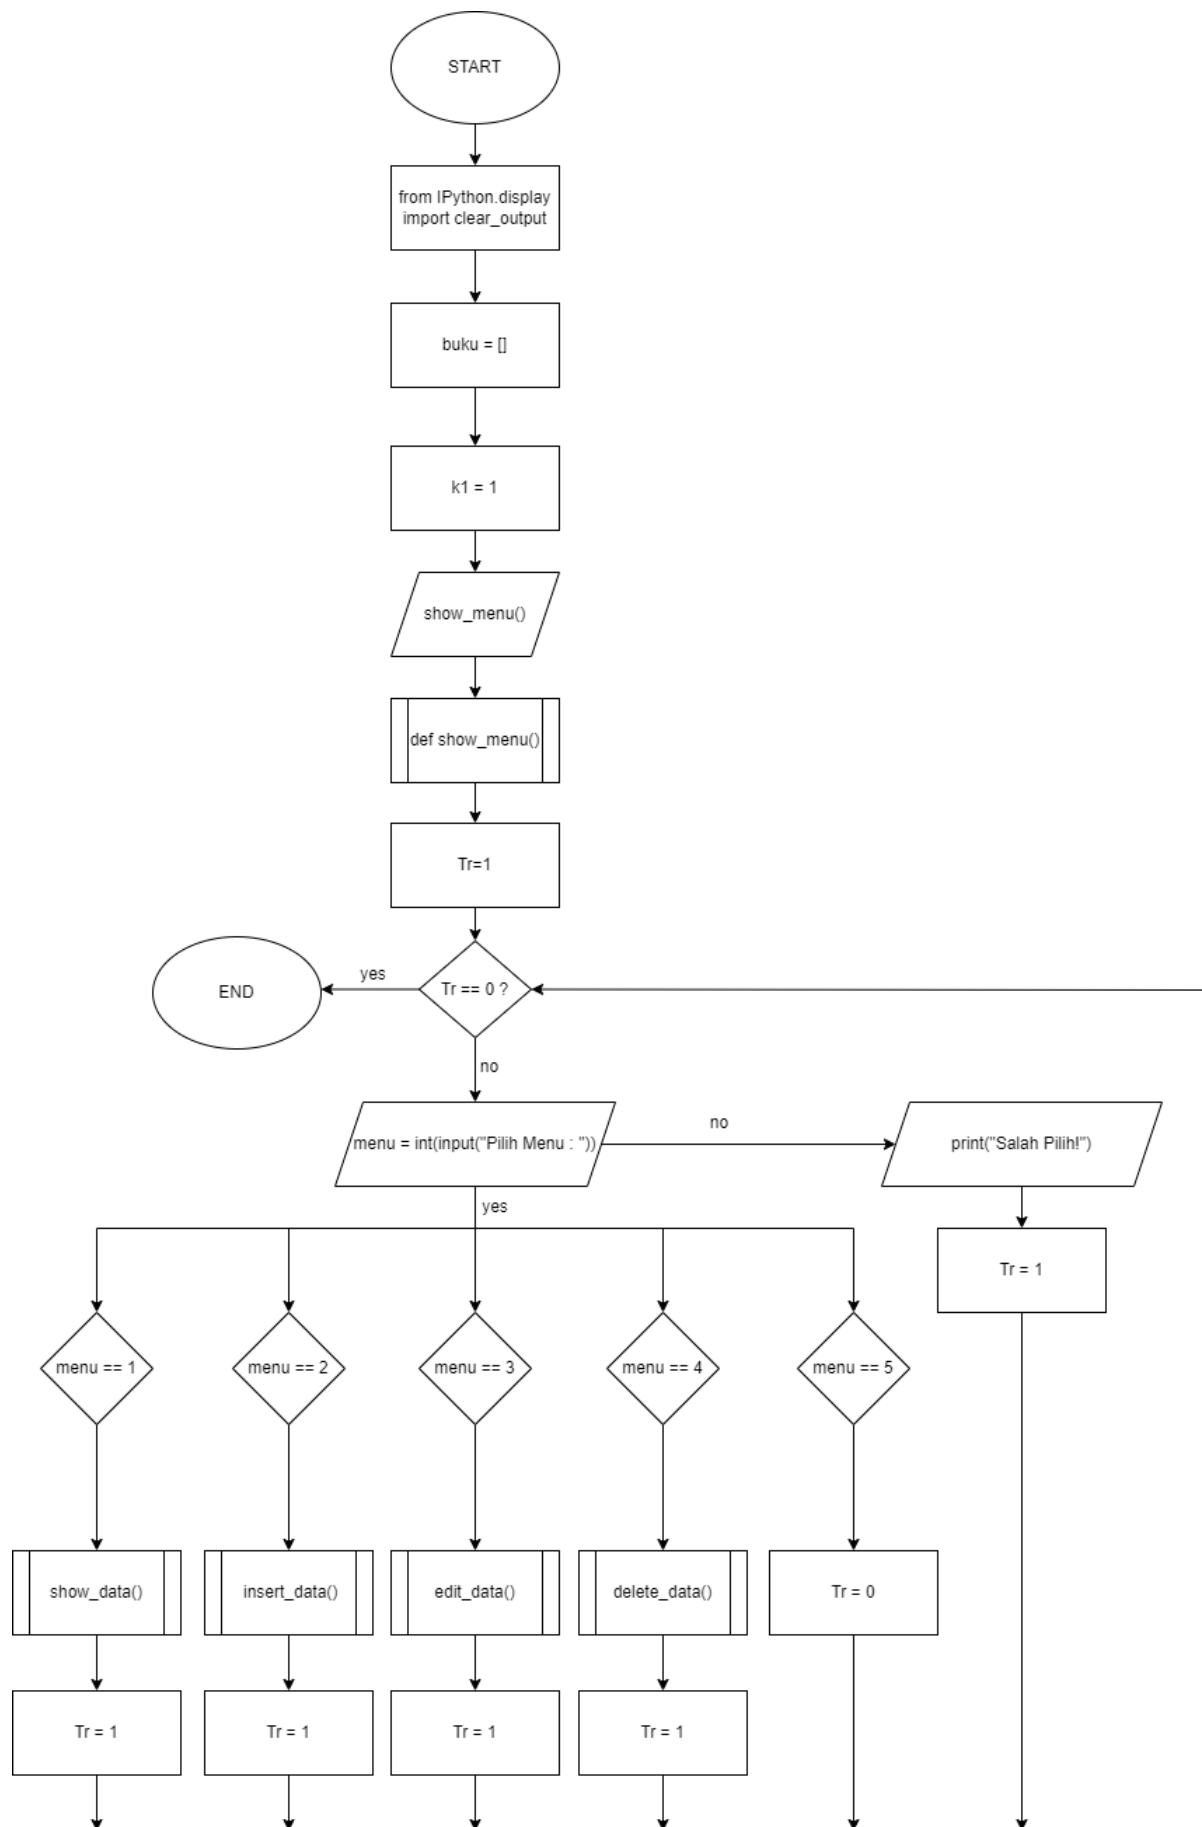 START
from IPython.display
import clear_output
buku = []
k1 = 1
show_menu()
def show_menu()
Tr=1
END
yes
Tr == 0 ?
no
menu = int(input("Pilih Menu : "))
no
print("Salah Pilih!")
yes
Tr = 1
menu == 1
menu == 2
menu == 3
menu == 4
menu == 5
show_data()
insert_data()
edit_data()
delete_data()
Tr = 0
Tr = 1
Tr = 1
Tr = 1
Tr = 1